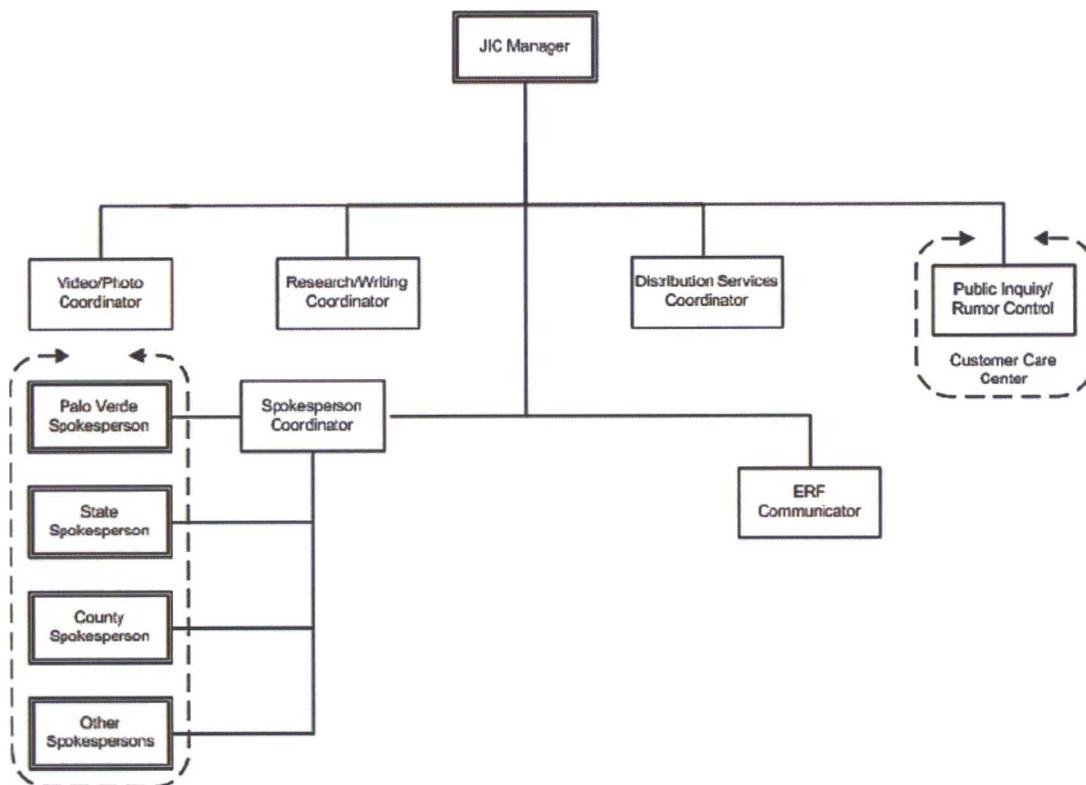 JIC Manager
Video/Photo
Coordinator
Research/Writing
Coordinator
Distribution Services
Coordinator
Public Inquiry/
Rumor Control
Customer Care
Center
Palo Verde
Spokesperson
Spokesperson
Coordinator
State
Spokesperson
ERF
Communicator
County
Spokesperson
Other
Spokespersons